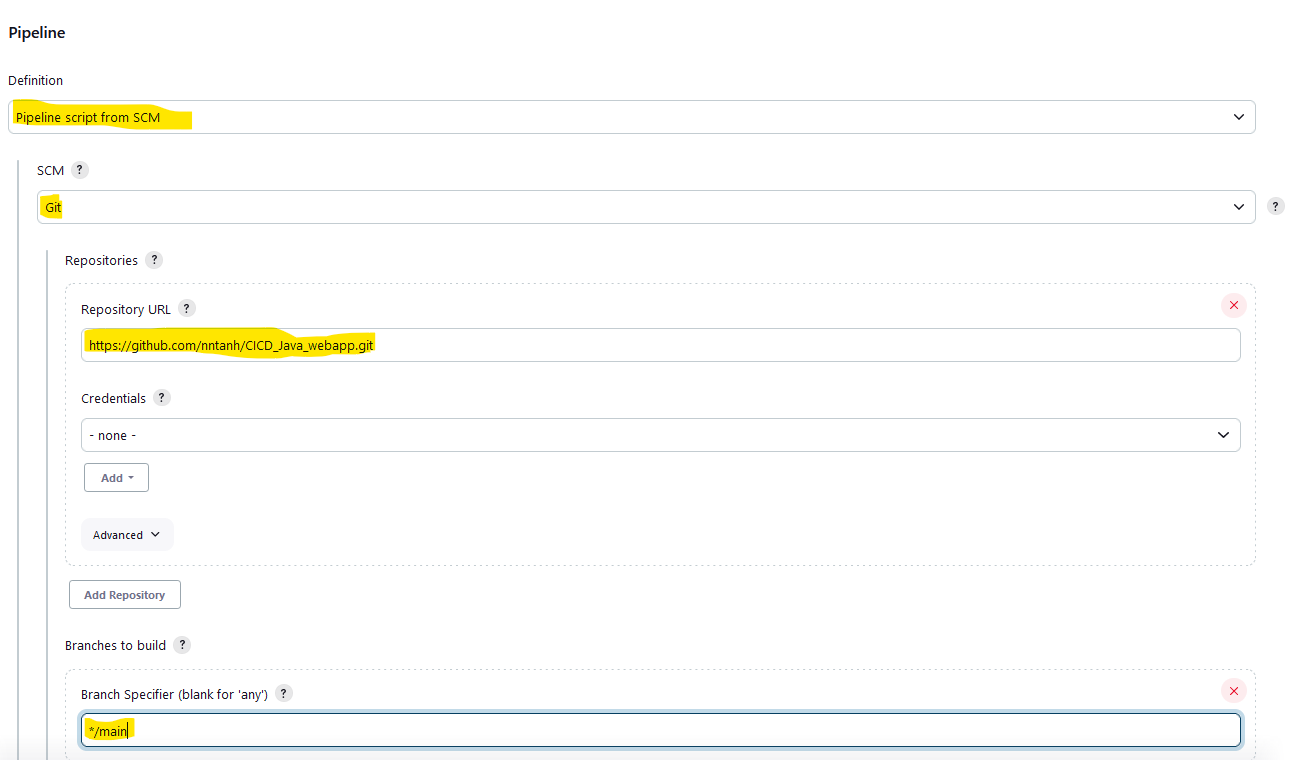 Pipeline
Definition
Pipeline script from SCM
SCM ?
Git
?
Repositories ?
Repository URL ?
https://github.com/nntanh/CICD_Java_webapp.git
Credentials ?
- none -
Add
Advanced
Add Repository
Branches to build ?
Branch Specifier (blank for 'any') ?
*/main